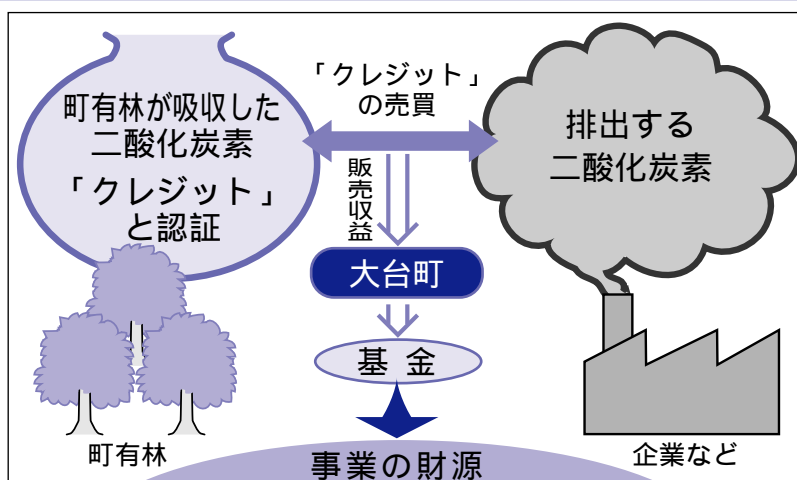 町有林が吸収した
二酸化炭素
「クレジット」
と認証
「クレジット」
の売買
排出する
二酸化炭素
販売収益
大台町
基金
事業の財源
町有林
企業など